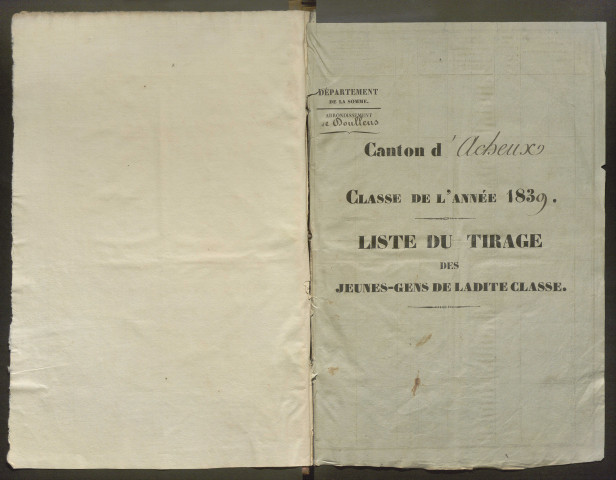 DÉPARTEMENT
DE LA SOMME.
ARRONDISSEMENT
de Doullens
Canton d'Acheux
CLASSE DE L'ANNÉE 1839.
LISTE DU TIRAGE
DES
JEUNES-GENS DE LADITE CLASSE.